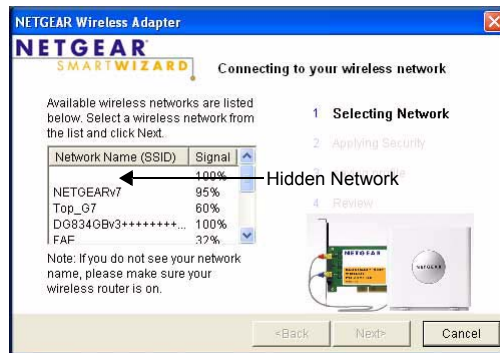 NETGEAR Wireless Adapter
NETGEAR
SMARTWIZARD
Connecting to your wireless network
Available wireless networks are listed
below. Select a wireless network from
the list and click Next.
Network Name (SSID) Signal
100%
NETGEARv7 95%
Top_G7 60%
DG834GBv3++++++++... 100%
FAE 32%
Note: If you do not see your network
name, please make sure your
wireless router is on.
1 Selecting Network
2 Applying Security
Hidden Network
4 Review
NETGEAR
NETGEAR
<Back Next> Cancel